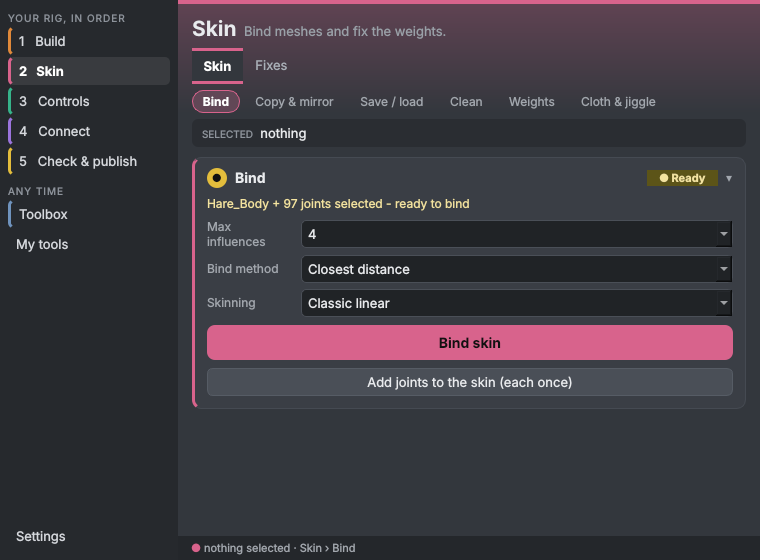 YOUR RIG, IN ORDER
1 Build
2 Skin
3 Controls
4 Connect
5 Check & publish
ANY TIME
Toolbox
My tools
Settings
Skin Bind meshes and fix the weights.
Skin Fixes
Bind Copy & mirror Save / load Clean Weights Cloth & jiggle
SELECTED nothing
Bind Ready
Hare_Body + 97 joints selected - ready to bind
Max influences 4
Bind method Closest distance
Skinning Classic linear
Bind skin
Add joints to the skin (each once)
nothing selected · Skin › Bind